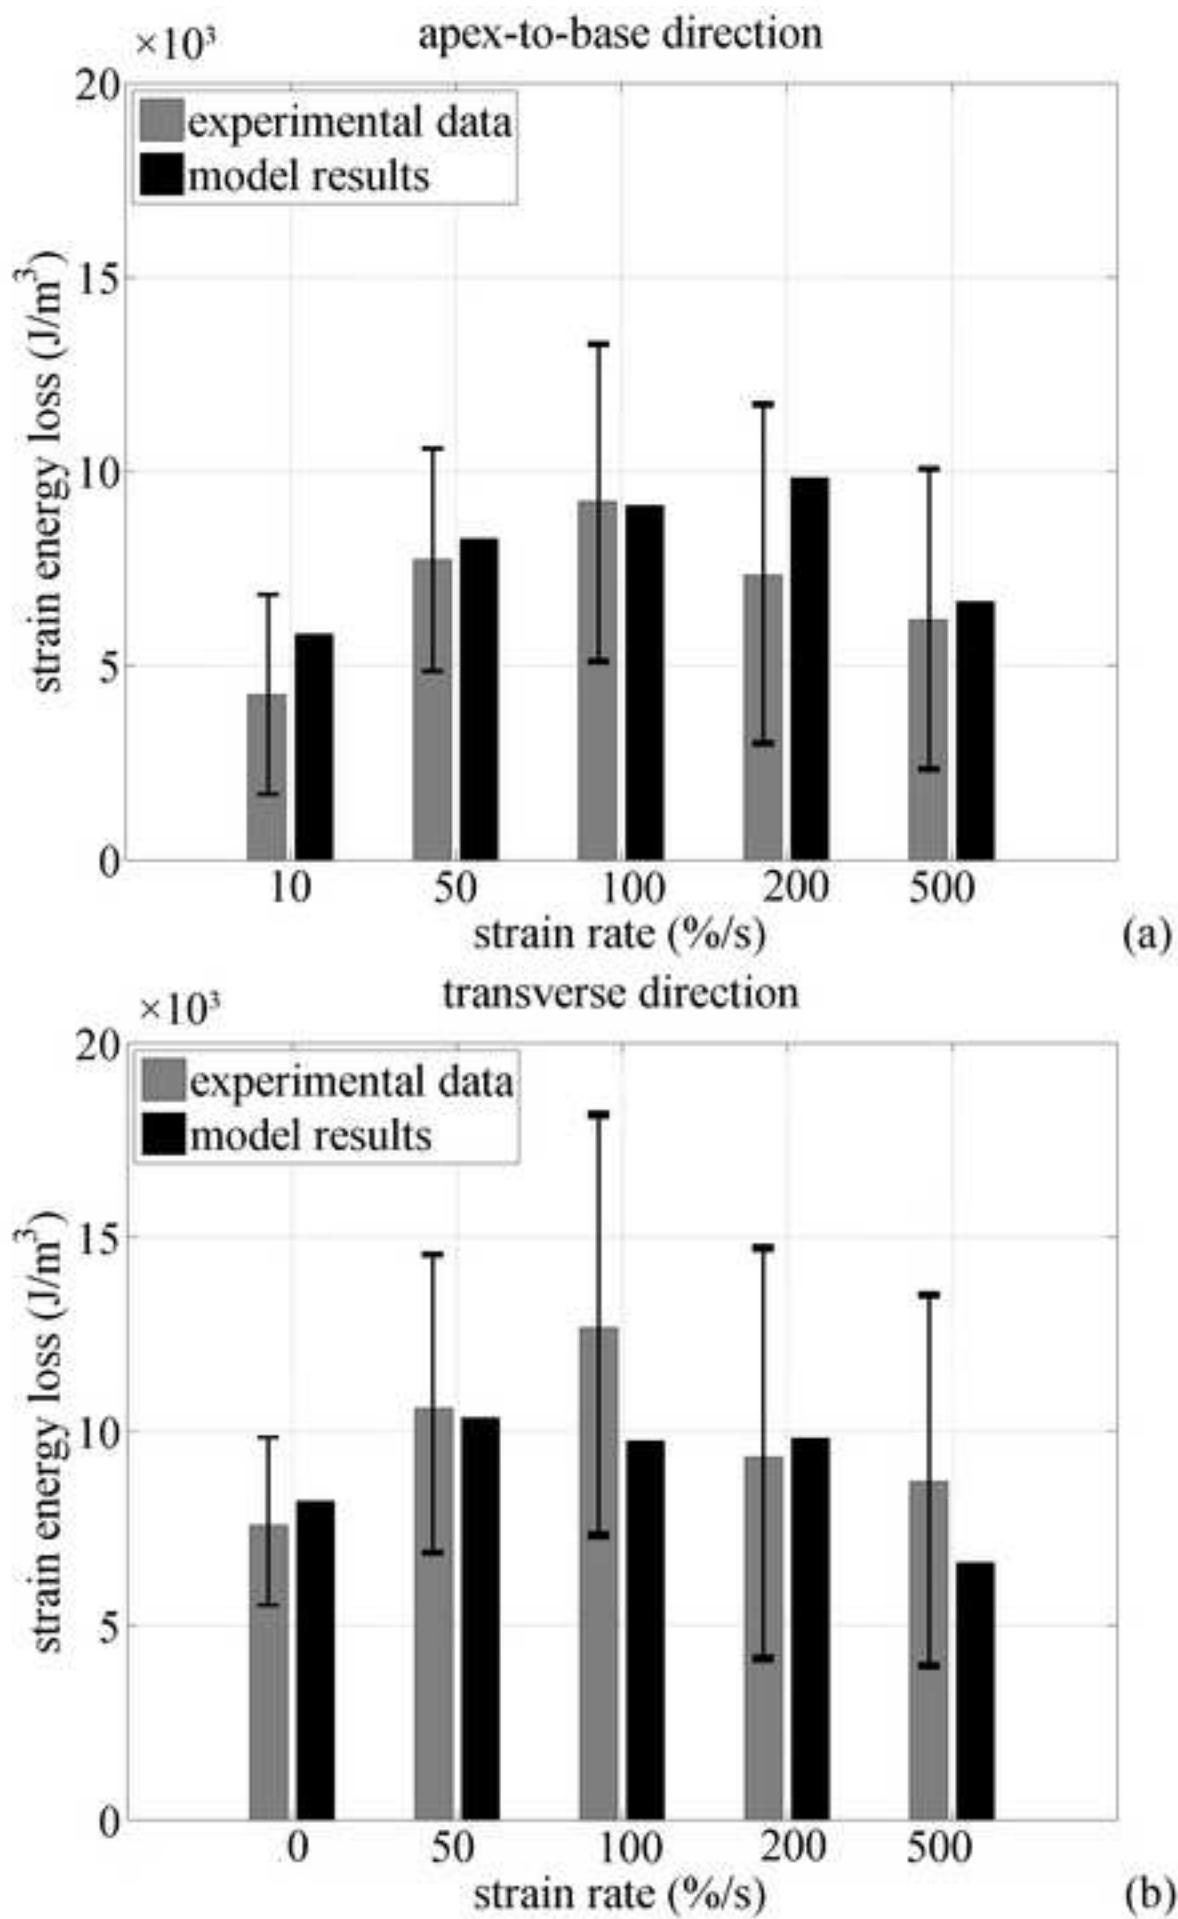 ×10³ apex-to-base direction
20
experimental data
model results
15
10
5
0
strain energy loss (J/m³)
10 50 100 200 500
strain rate (%/s)
(a)
×10³ transverse direction
20
experimental data
model results
15
10
5
0
strain energy loss (J/m³)
0 50 100 200 500
strain rate (%/s)
(b)